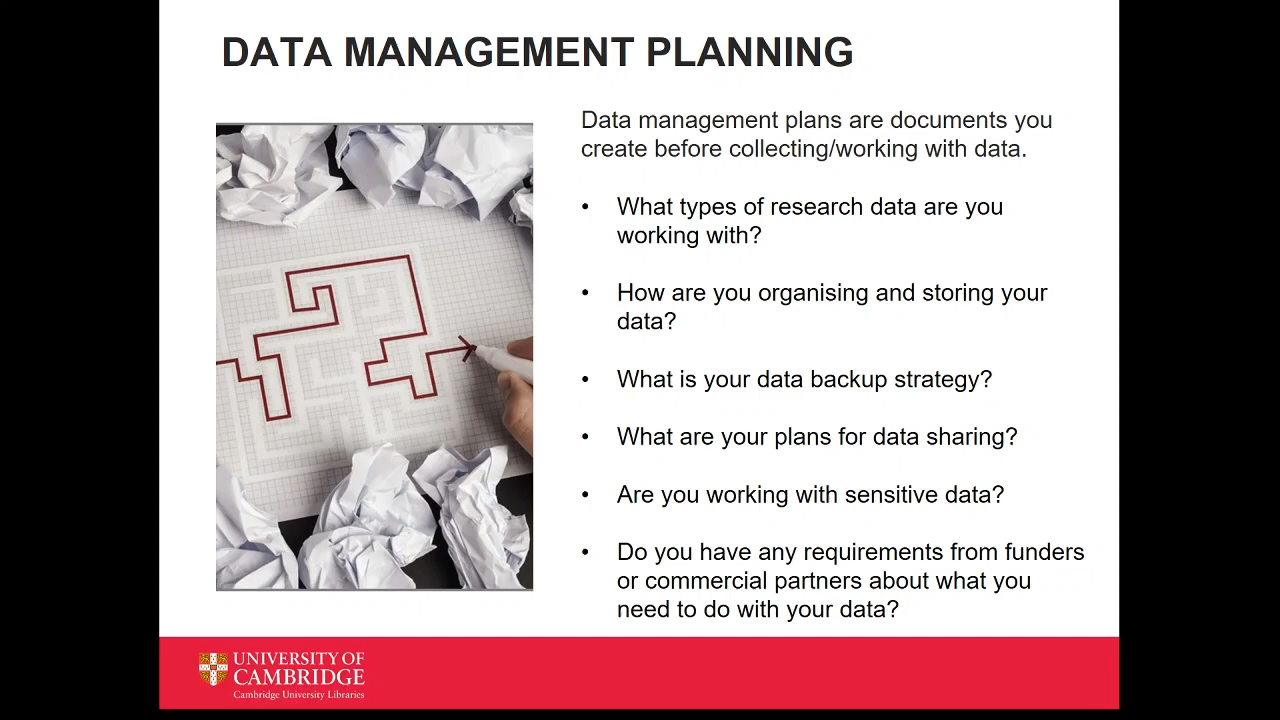 DATA MANAGEMENT PLANNING
Data management plans are documents you
create before collecting/working with data.
• What types of research data are you
working with?
• How are you organising and storing your
data?
• What is your data backup strategy?
• What are your plans for data sharing?
• Are you working with sensitive data?
• Do you have any requirements from funders
or commercial partners about what you
need to do with your data?
UNIVERSITY OF
CAMBRIDGE
Cambridge University Libraries